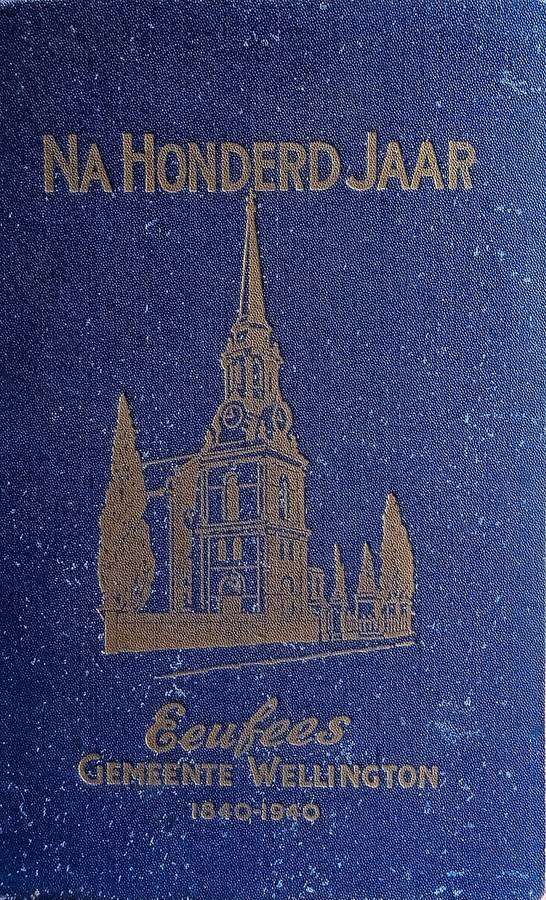 NA HONDERD JAAR
Eeufees
GEMEENTE WELLINGTON
1840-1940